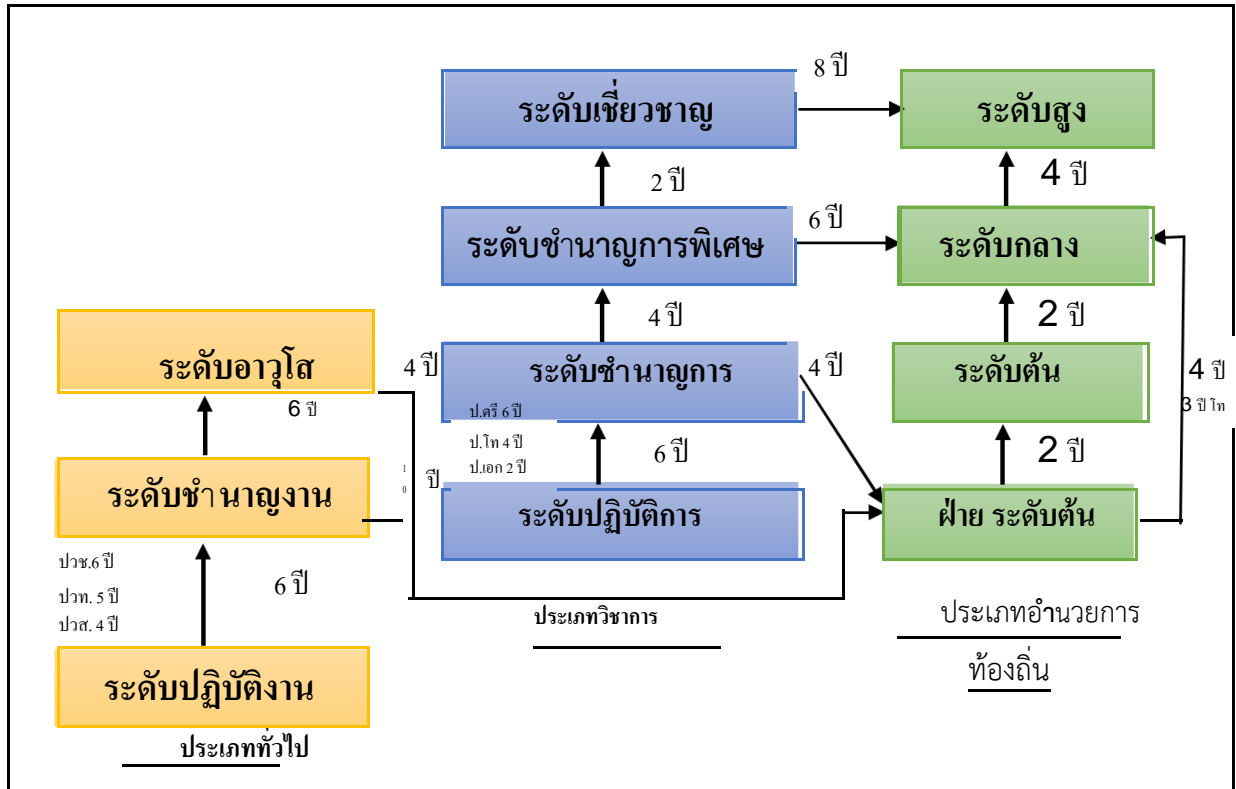 8 ปี
ระดับเชี่ยวชาญ
ระดับสูง
2 ปี
4 ปี
6 ปี
ระดับชำนาญการพิเศษ
ระดับกลาง
4 ปี
2 ปี
ระดับอาวุโส
4 ปี
ระดับชำนาญการ
4 ปี
ระดับต้น
4 ปี
3 ปี โท
6 ปี
ป.ตรี 6 ปี
ป.โท 4 ปี
ป.เอก 2 ปี
6 ปี
2 ปี
10 ปี
ระดับชำนาญงาน
ระดับปฏิบัติการ
ฝ่าย ระดับต้น
ปวช.6 ปี
ปวท. 5 ปี
ปวส. 4 ปี
6 ปี
ประเภทวิชาการ
ประเภทอำนวยการ
ท้องถิ่น
ระดับปฏิบัติงาน
ประเภททั่วไป